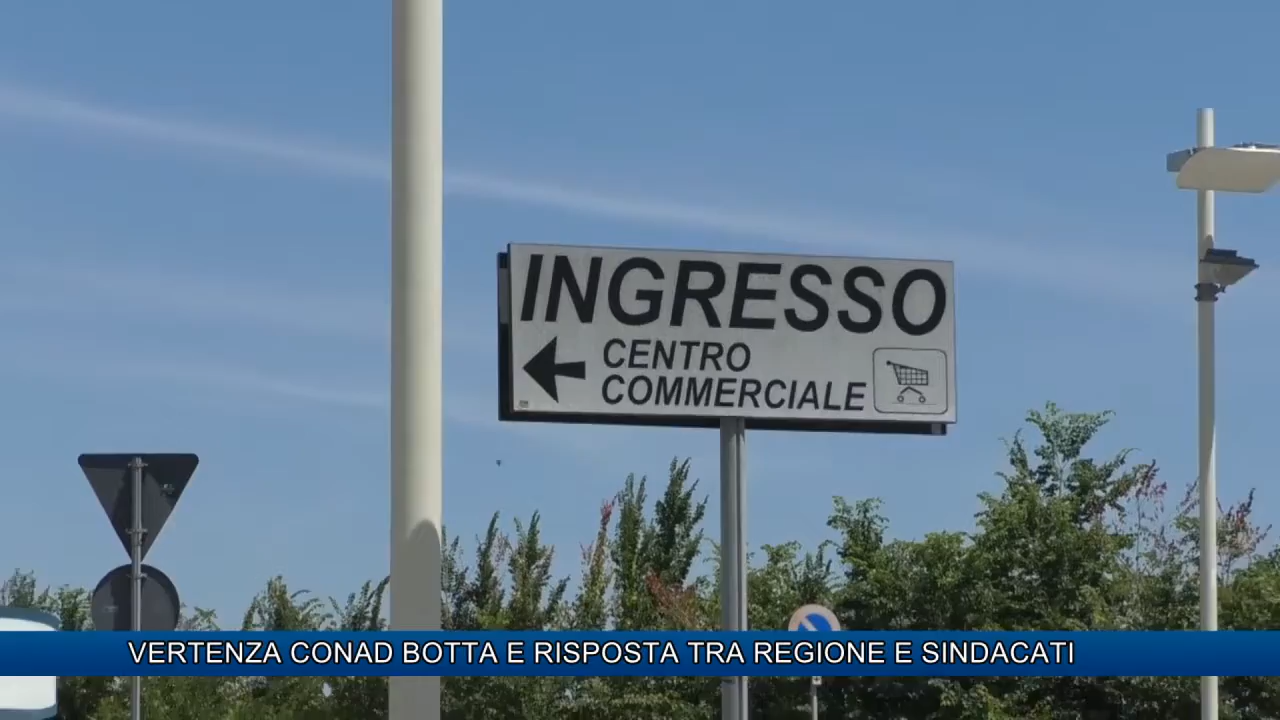 INGRESSO
CENTRO
COMMERCIALE
VERTENZA CONAD BOTTA E RISPOSTA TRA REGIONE E SINDACATI